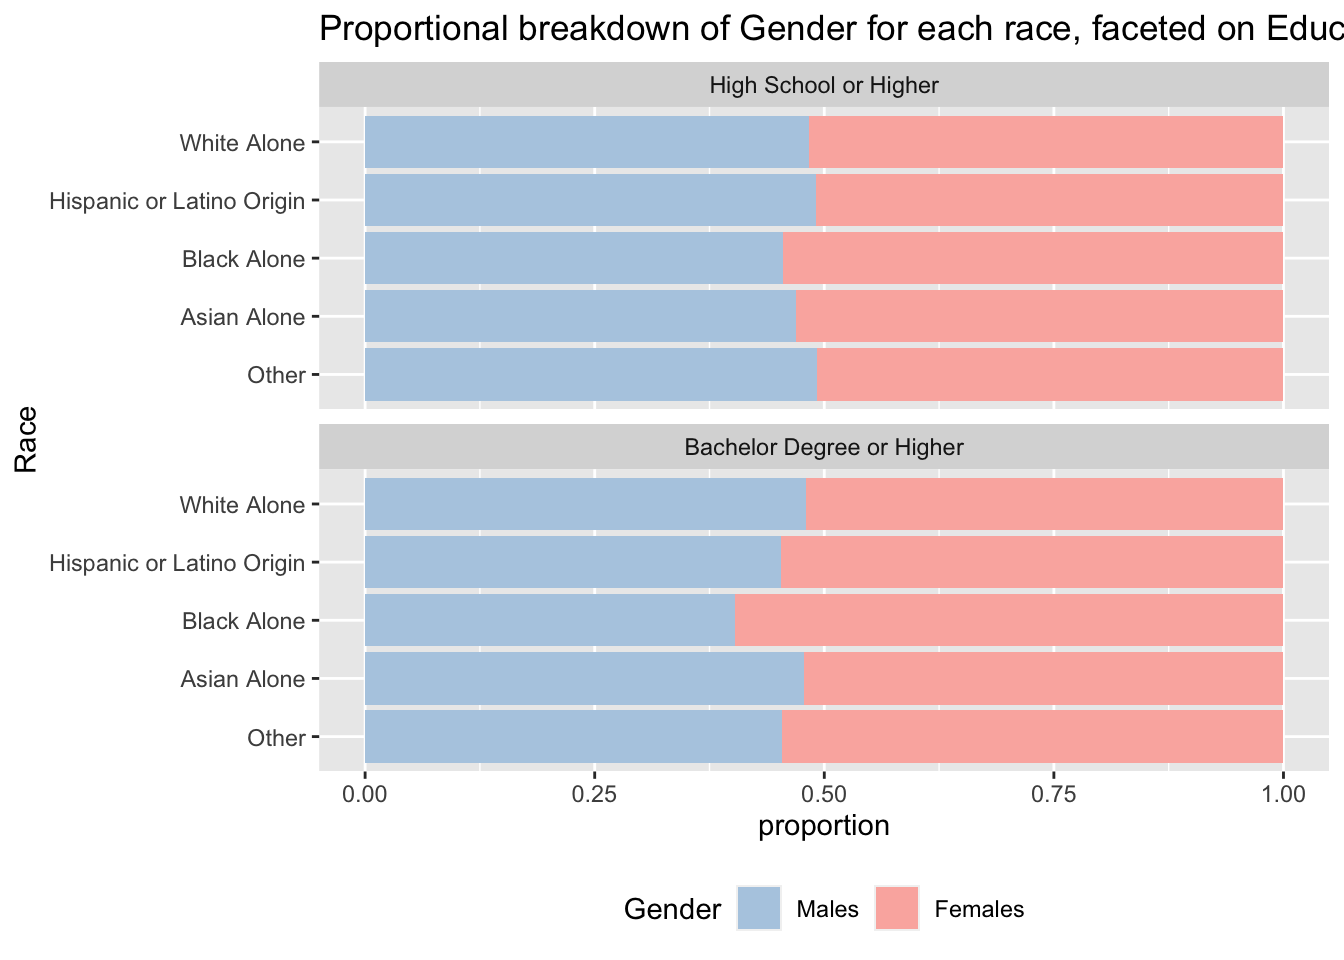 Proportional breakdown of Gender for each race, faceted on Educ
High School or Higher
White Alone
Hispanic or Latino Origin
Black Alone
Asian Alone
Other
Race
Bachelor Degree or Higher
White Alone
Hispanic or Latino Origin
Black Alone
Asian Alone
Other
0.00 0.25 0.50 0.75 1.00
proportion
Gender Males Females